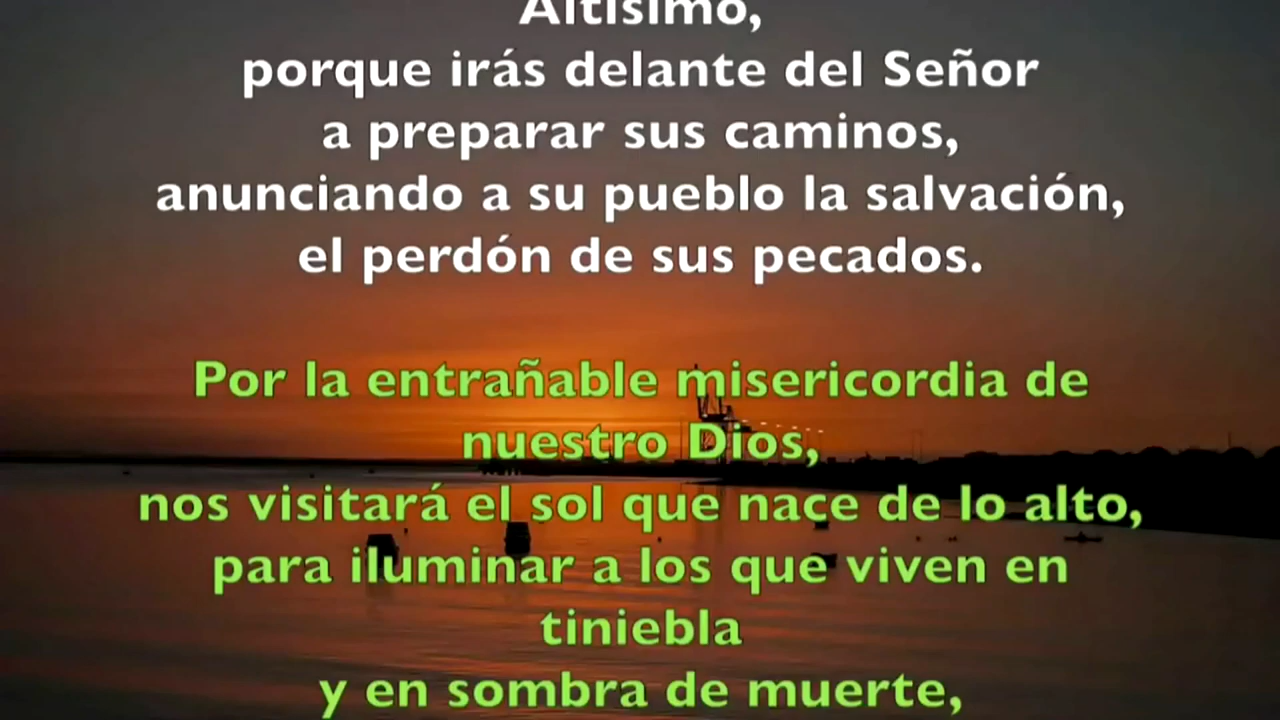 Altísimo,
porque irás delante del Señor
a preparar sus caminos,
anunciando a su pueblo la salvación,
el perdón de sus pecados.
Por la entrañable misericordia de
nuestro Dios,
nos visitará el sol que nace de lo alto,
para iluminar a los que viven en
tiniebla
y en sombra de muerte,